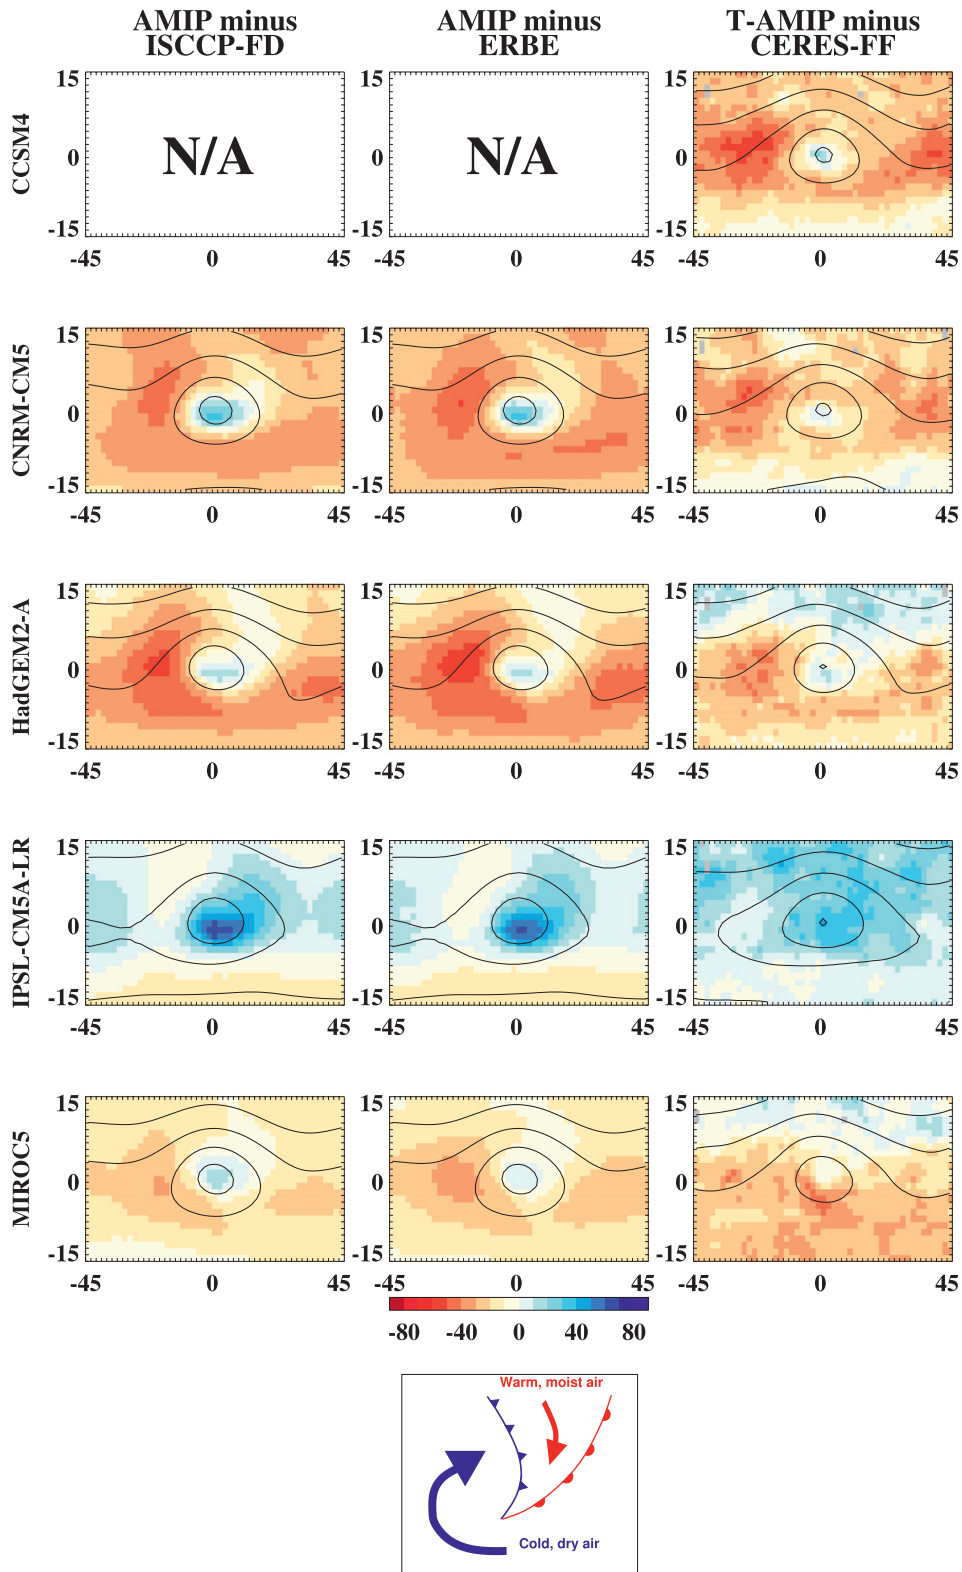 AMIP minus
ISCCP-FD
AMIP minus
ERBE
T-AMIP minus
CERES-FF
CCSM4
15
0
-15
-45 0 45
N/A
15
0
-15
-45 0 45
N/A
15
0
-15
-45 0 45
CNRM-CM5
15
0
-15
-45 0 45
15
0
-15
-45 0 45
15
0
-15
-45 0 45
HadGEM2-A
15
0
-15
-45 0 45
15
0
-15
-45 0 45
15
0
-15
-45 0 45
IPSL-CM5A-LR
15
0
-15
-45 0 45
15
0
-15
-45 0 45
15
0
-15
-45 0 45
MIROC5
15
0
-15
-45 0 45
15
0
-15
-45 0 45
15
0
-15
-45 0 45
-80 -40 0 40 80
Warm, moist air
Cold, dry air